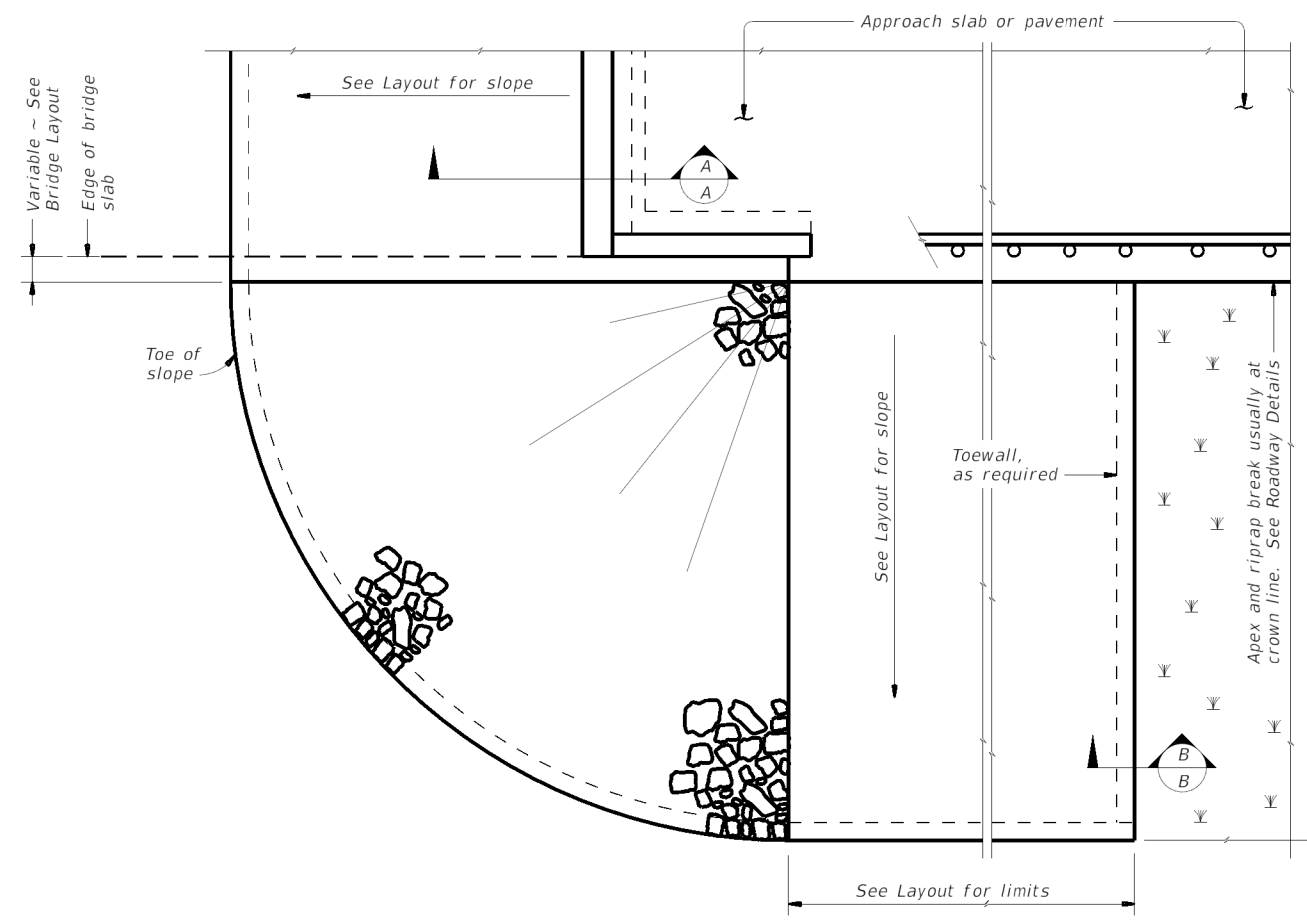 Approach slab or pavement
See Layout for slope
Variable ~ See
Bridge Layout
Edge of bridge
slab
A
A
Toe of
slope
See Layout for slope
Toewall,
as required
Apex and riprap break usually at
crown line. See Roadway Details
B
B
See Layout for limits